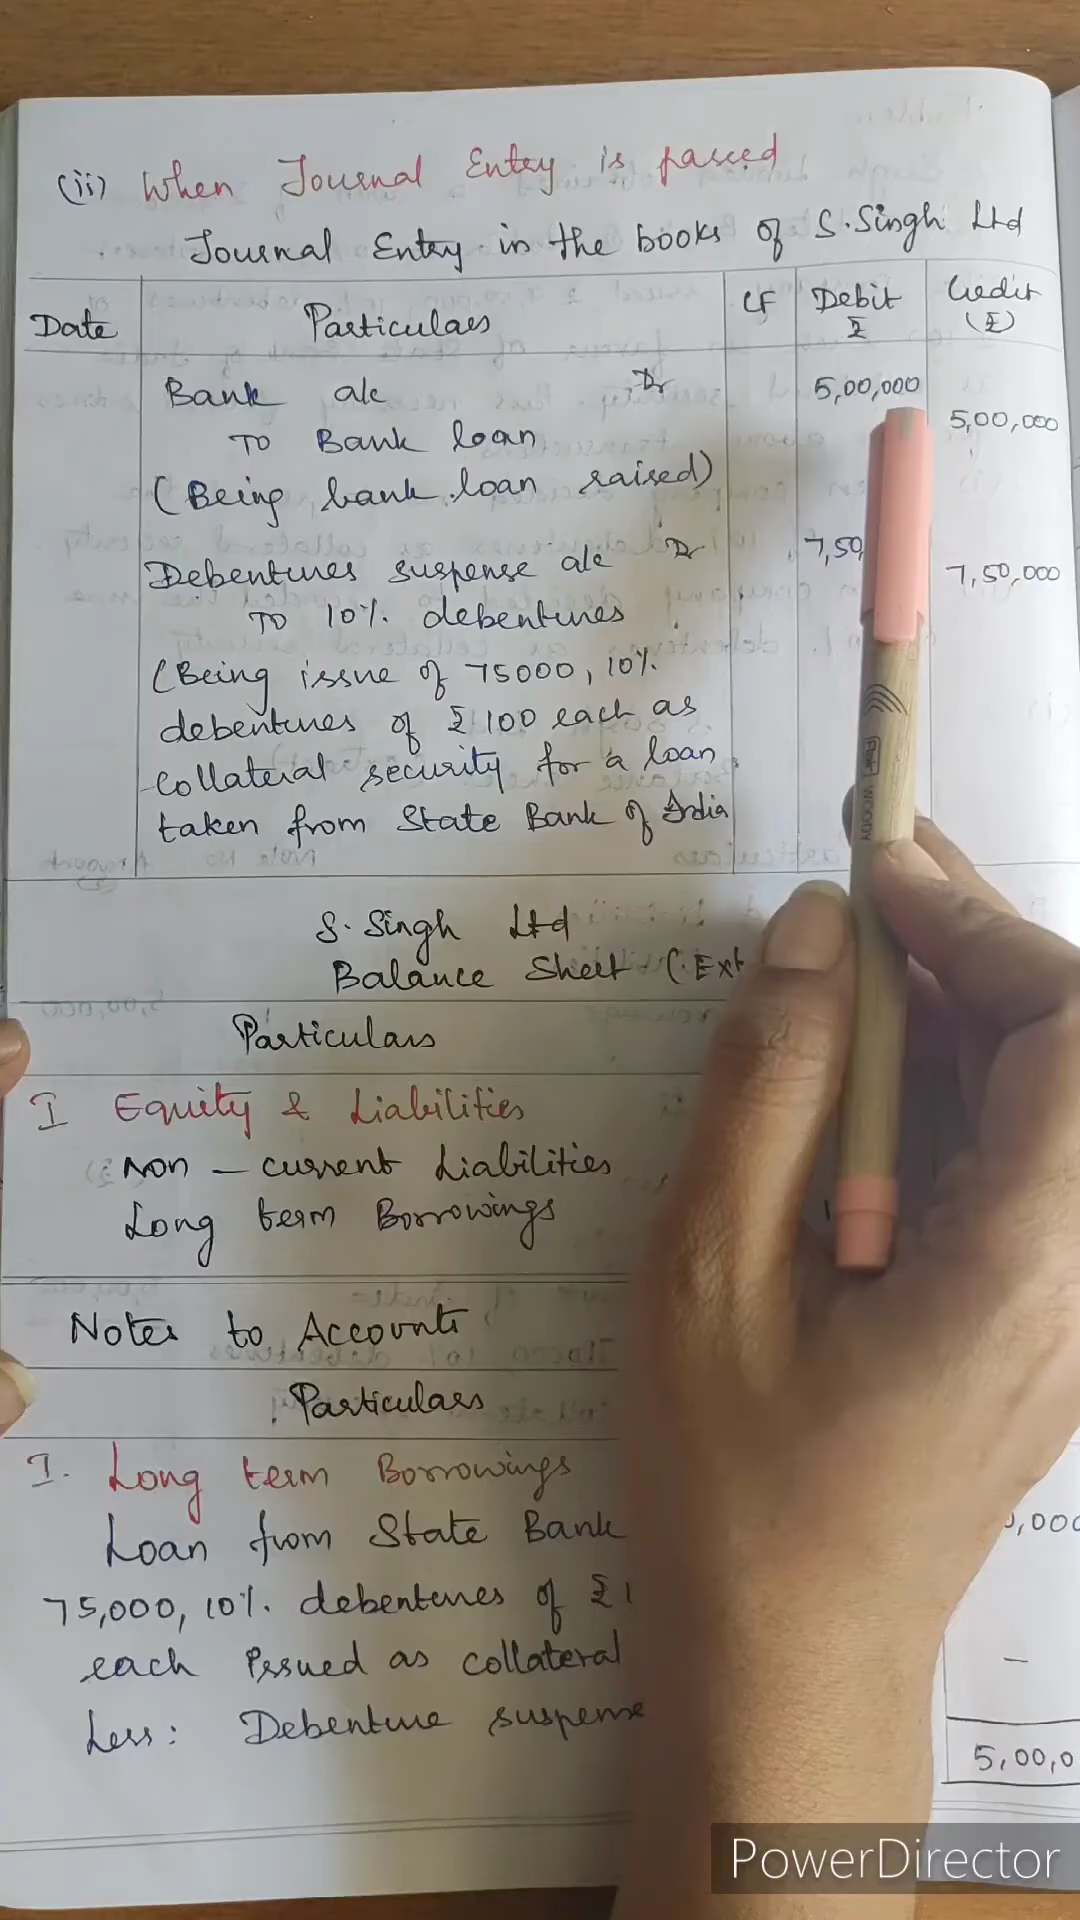 (ii) When Journal Entry is passed
Journal Entry in the books of S.Singh Ltd
Date Particulars LF Debit ₹ Credit (₹)
Bank a/c Dr 5,00,000
To Bank loan 5,00,000
(Being bank loan raised)
Debentures suspense a/c Dr 7,50
To 10% debentures 7,50,000
(Being issue of 75000, 10%
debentures of ₹ 100 each as
collateral security for a loan
taken from State Bank of India
S. Singh Ltd
Balance Sheet (Ext
Particulars
I Equity & Liabilities
Non - current Liabilities
Long term Borrowings
Notes to Accounts
Particulars
I. Long term Borrowings
Loan from State Bank 0,000
75,000, 10% debentures of ₹ 1
each issued as collateral -
Less: Debenture suspense
5,00,0
WOODY
PowerDirector